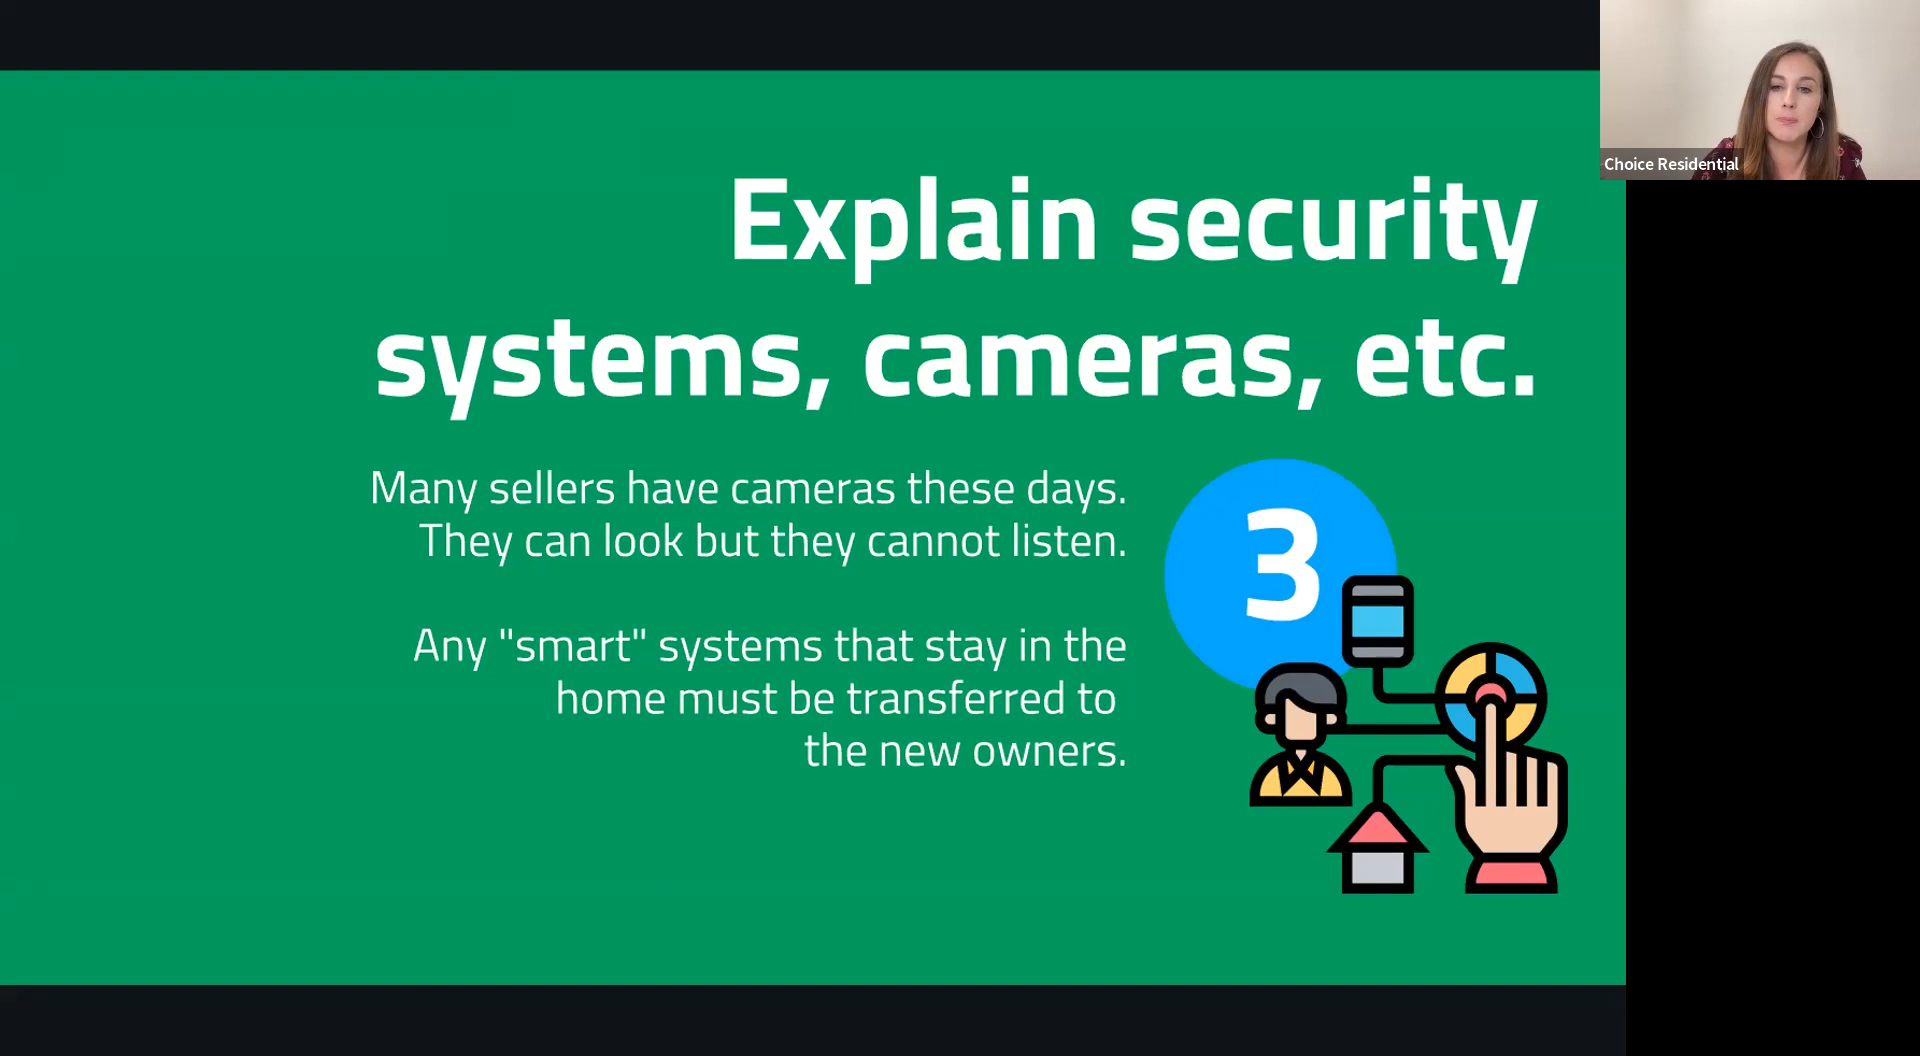 Explain security
systems, cameras, etc.
Many sellers have cameras these days.
They can look but they cannot listen.
Any "smart" systems that stay in the
home must be transferred to
the new owners.
3
Choice Residential